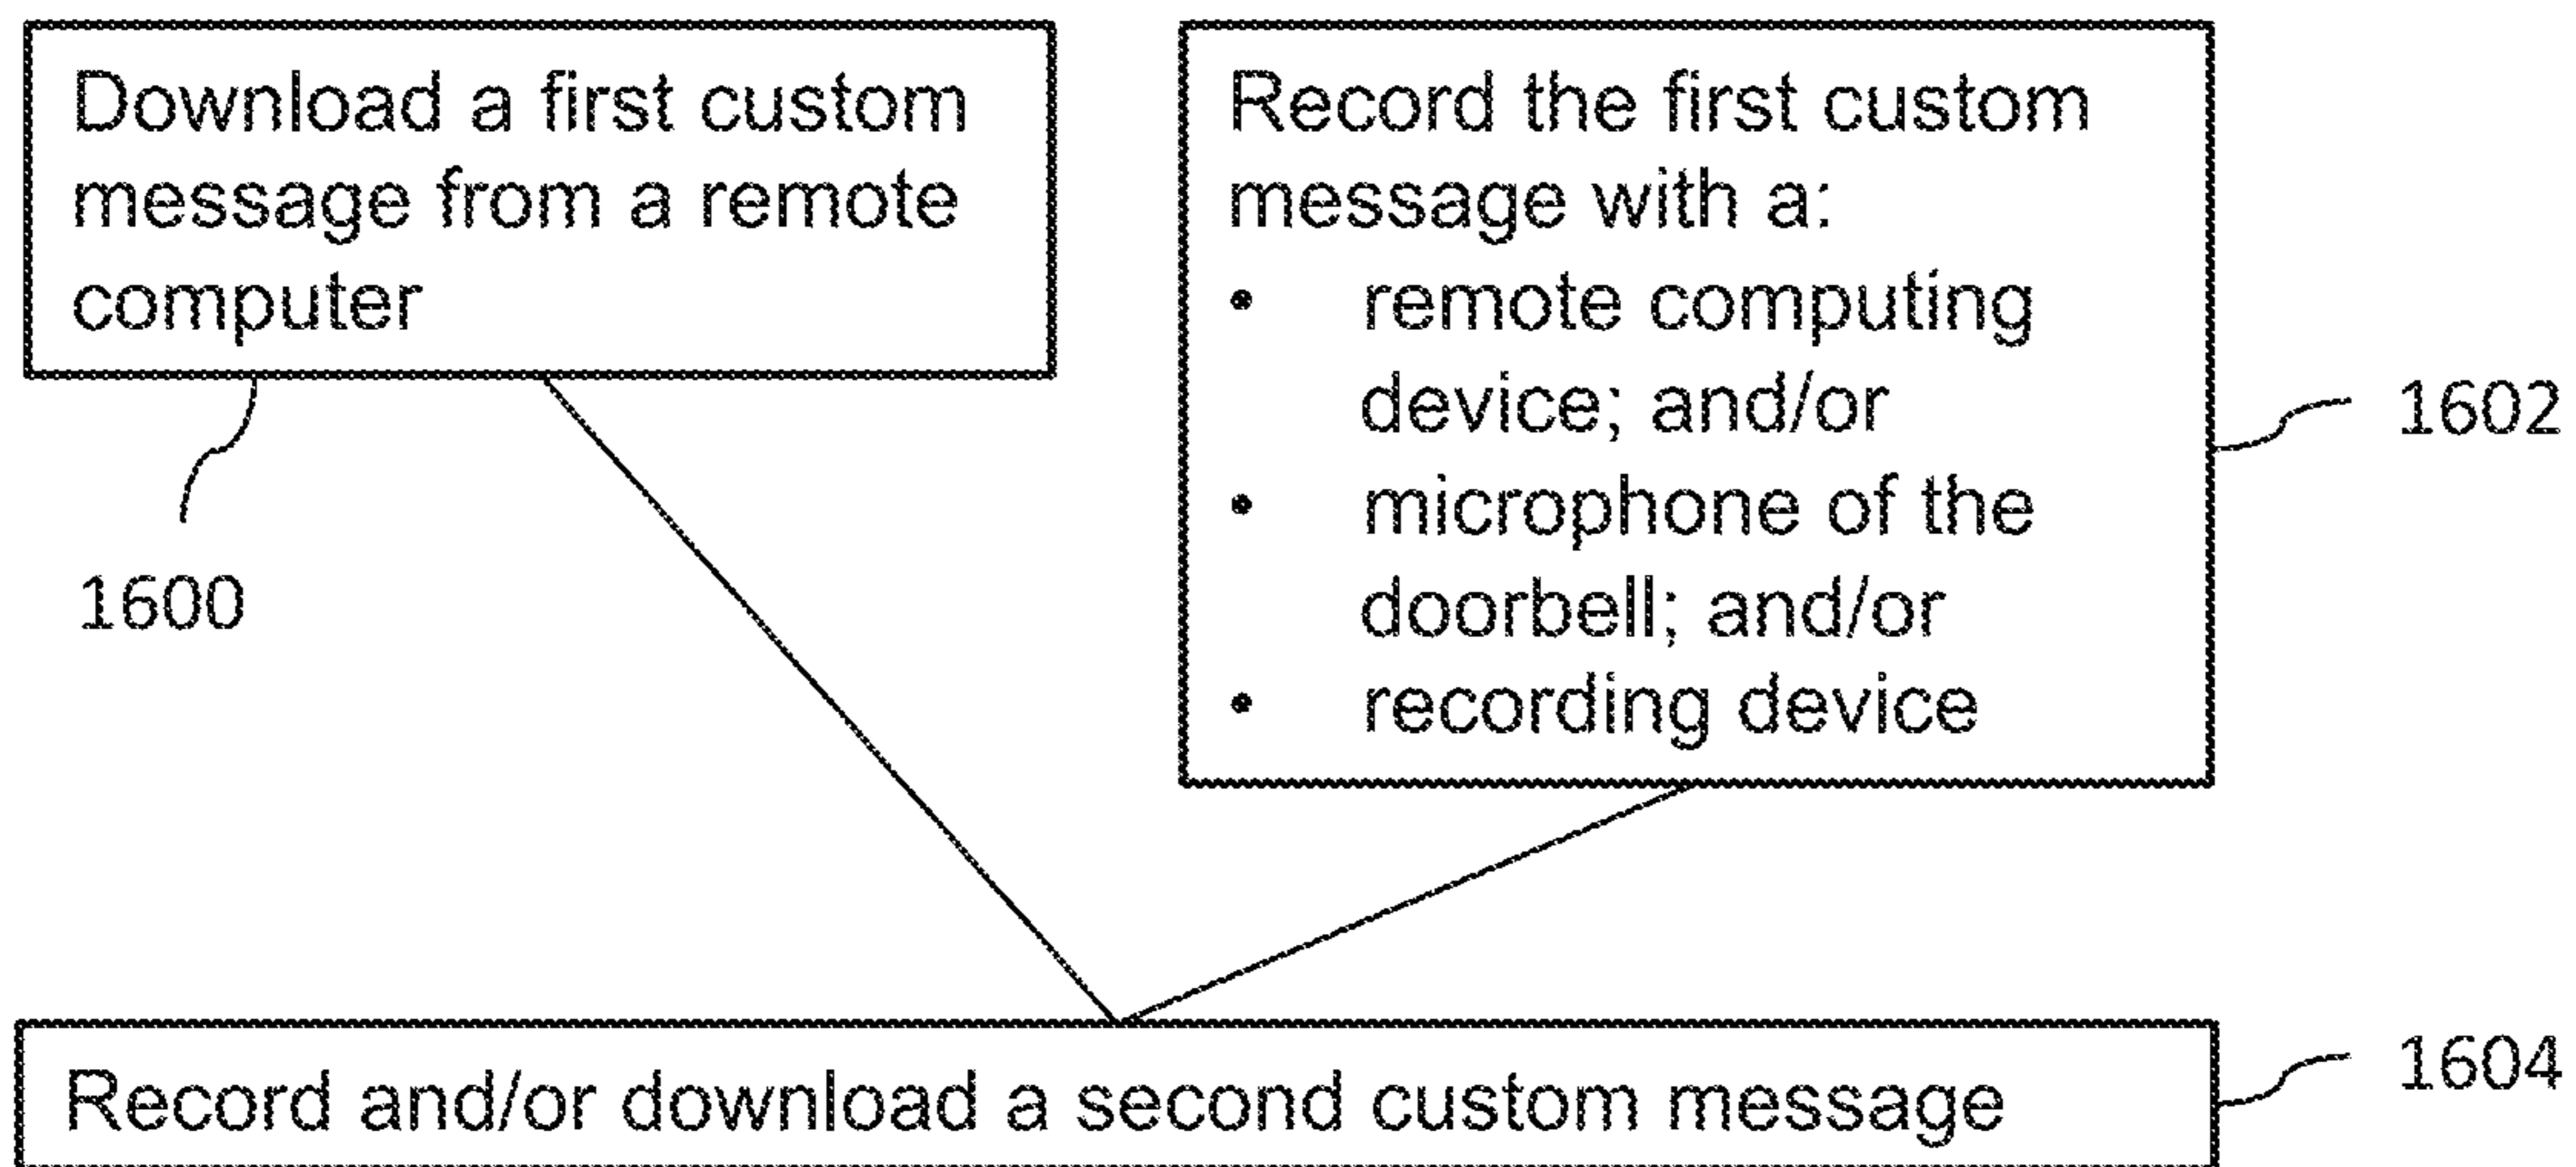 Download a first custom
message from a remote
computer
1600
Record the first custom
message with a:
• remote computing
device; and/or
• microphone of the
doorbell; and/or
• recording device
1602
Record and/or download a second custom message
1604